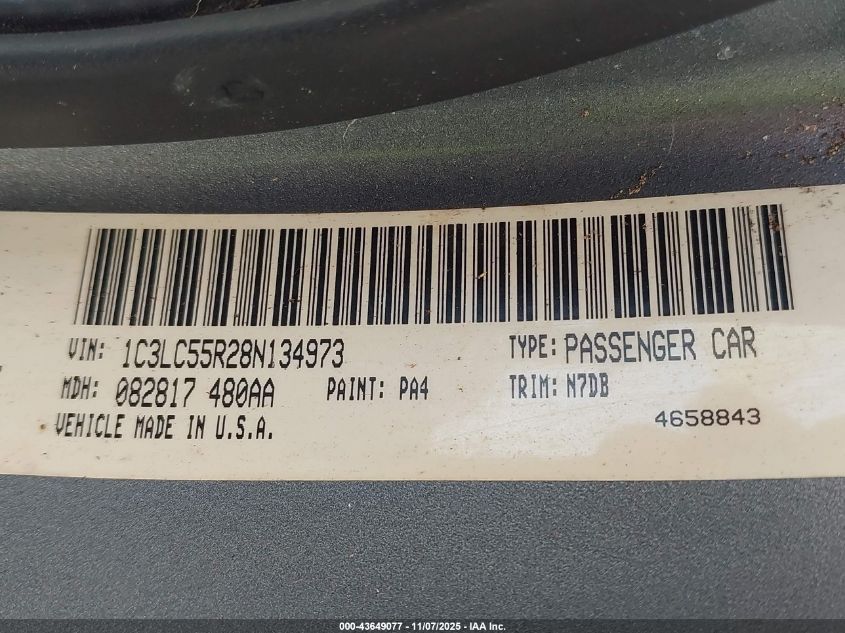 VIN: 1C3LC55R28N134973 TYPE: PASSENGER CAR
MDH: 082817 480AA PAINT: PA4 TRIM: N7DB
VEHICLE MADE IN U.S.A. 4658843
000-43649077 - 11/07/2025 - IAA Inc.